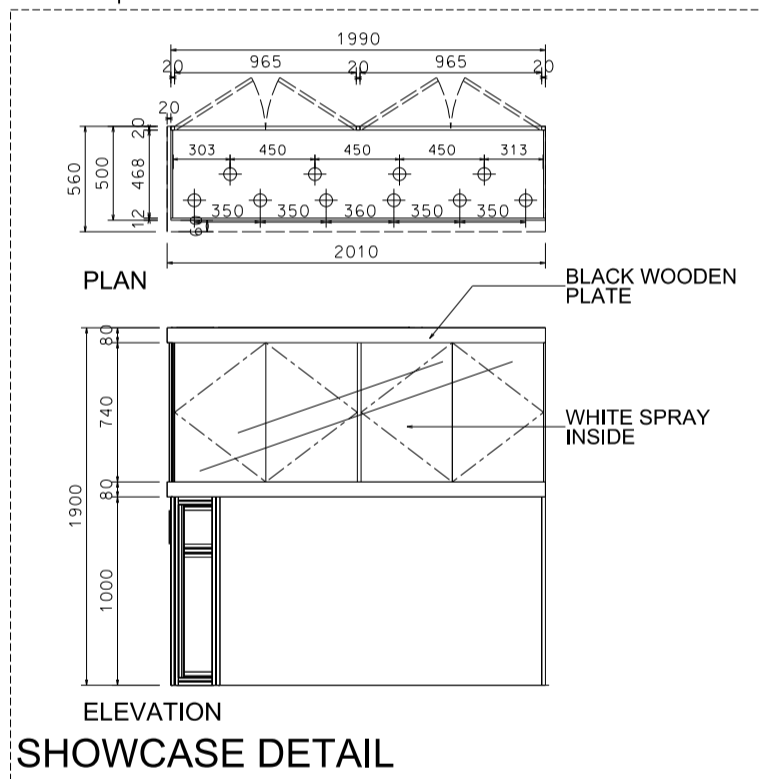 1990
20 965 20 965 20
20
20
560 500 468
303 450 450 450 313
12
350 350 360 350 350
60
2010
PLAN
BLACK WOODEN
PLATE
80
740
WHITE SPRAY
INSIDE
80
1900
1000
ELEVATION
SHOWCASE DETAIL